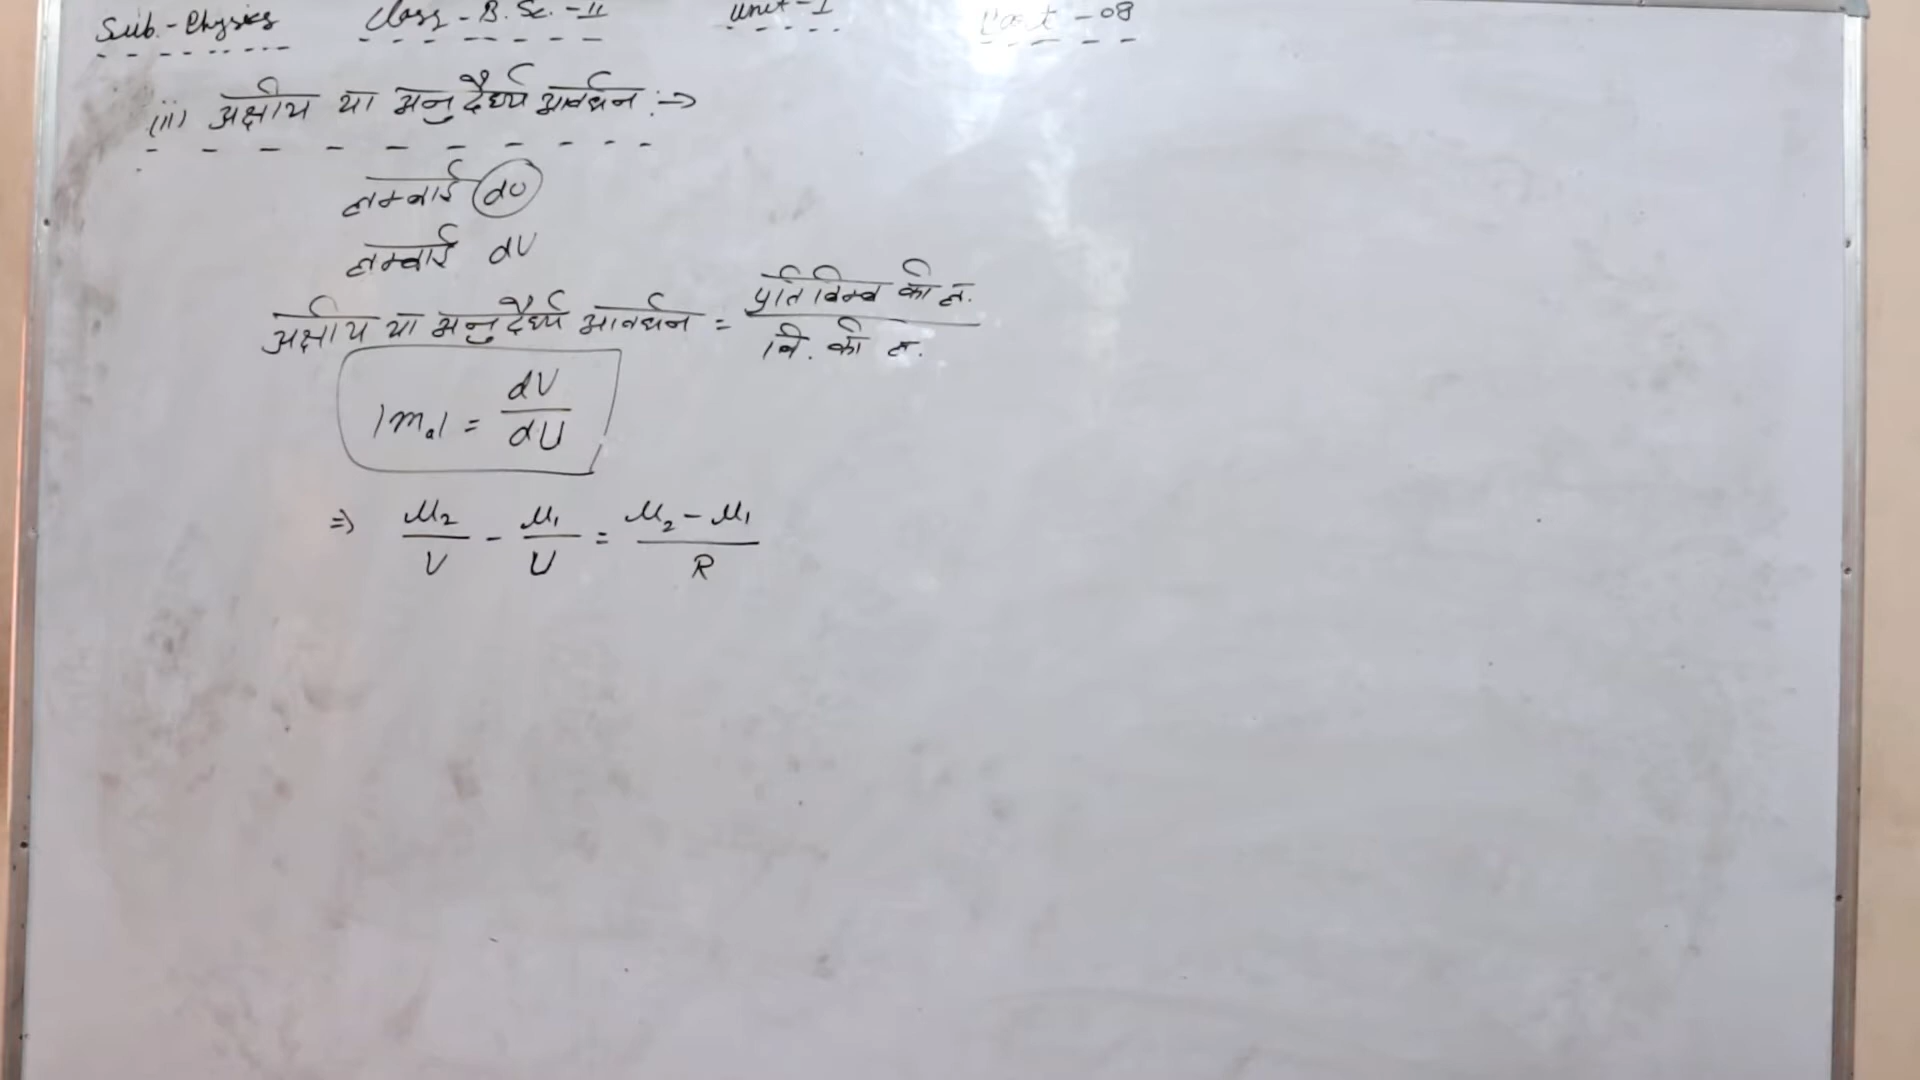 Sub.- Physics Class - B. Sc. - II Unit - I Part - 08
(ii) अक्षीय या अनुदैर्घ्य आवर्धन :→
लम्बाई du
लम्बाई dv
अक्षीय या अनुदैर्घ्य आवर्धन = प्रतिबिम्ब की ल. / बि. की ल.
|mₐ| = dv / du
⇒ μ₂/v - μ₁/u = μ₂ - μ₁ / R